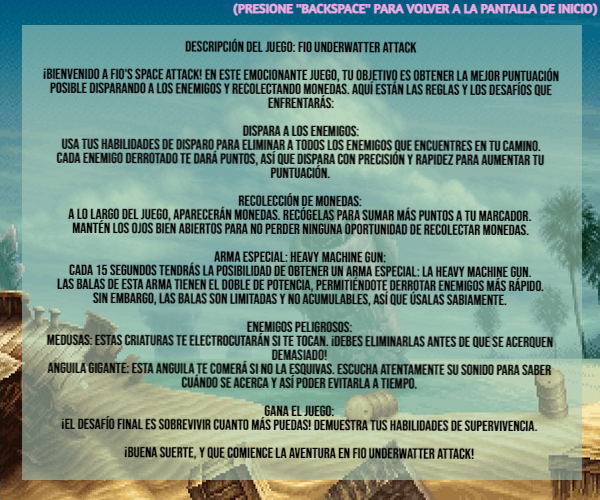 (PRESIONE "BACKSPACE" PARA VOLVER A LA PANTALLA DE INICIO)
DESCRIPCIÓN DEL JUEGO: FIO UNDERWATTER ATTACK
¡BIENVENIDO A FIO'S SPACE ATTACK! EN ESTE EMOCIONANTE JUEGO, TU OBJETIVO ES OBTENER LA MEJOR PUNTUACIÓN
POSIBLE DISPARANDO A LOS ENEMIGOS Y RECOLECTANDO MONEDAS. AQUÍ ESTÁN LAS REGLAS Y LOS DESAFÍOS QUE
ENFRENTARÁS:
DISPARA A LOS ENEMIGOS:
USA TUS HABILIDADES DE DISPARO PARA ELIMINAR A TODOS LOS ENEMIGOS QUE ENCUENTRES EN TU CAMINO.
CADA ENEMIGO DERROTADO TE DARÁ PUNTOS, ASÍ QUE DISPARA CON PRECISIÓN Y RAPIDEZ PARA AUMENTAR TU
PUNTUACIÓN.
RECOLECCIÓN DE MONEDAS:
A LO LARGO DEL JUEGO, APARECERÁN MONEDAS. RECÓGELAS PARA SUMAR MÁS PUNTOS A TU MARCADOR.
MANTÉN LOS OJOS BIEN ABIERTOS PARA NO PERDER NINGUNA OPORTUNIDAD DE RECOLECTAR MONEDAS.
ARMA ESPECIAL: HEAVY MACHINE GUN:
CADA 15 SEGUNDOS TENDRÁS LA POSIBILIDAD DE OBTENER UN ARMA ESPECIAL: LA HEAVY MACHINE GUN.
LAS BALAS DE ESTA ARMA TIENEN EL DOBLE DE POTENCIA, PERMITIÉNDOTE DERROTAR ENEMIGOS MÁS RÁPIDO.
SIN EMBARGO, LAS BALAS SON LIMITADAS Y NO ACUMULABLES, ASÍ QUE ÚSALAS SABIAMENTE.
ENEMIGOS PELIGROSOS:
MEDUSAS: ESTAS CRIATURAS TE ELECTROCUTARÁN SI TE TOCAN. ¡DEBES ELIMINARLAS ANTES DE QUE SE ACERQUEN
DEMASIADO!
ANGUILA GIGANTE: ESTA ANGUILA TE COMERÁ SI NO LA ESQUIVAS. ESCUCHA ATENTAMENTE SU SONIDO PARA SABER
CUÁNDO SE ACERCA Y ASÍ PODER EVITARLA A TIEMPO.
GANA EL JUEGO:
¡EL DESAFÍO FINAL ES SOBREVIVIR CUANTO MÁS PUEDAS! DEMUESTRA TUS HABILIDADES DE SUPERVIVENCIA.
¡BUENA SUERTE, Y QUE COMIENCE LA AVENTURA EN FIO UNDERWATTER ATTACK!